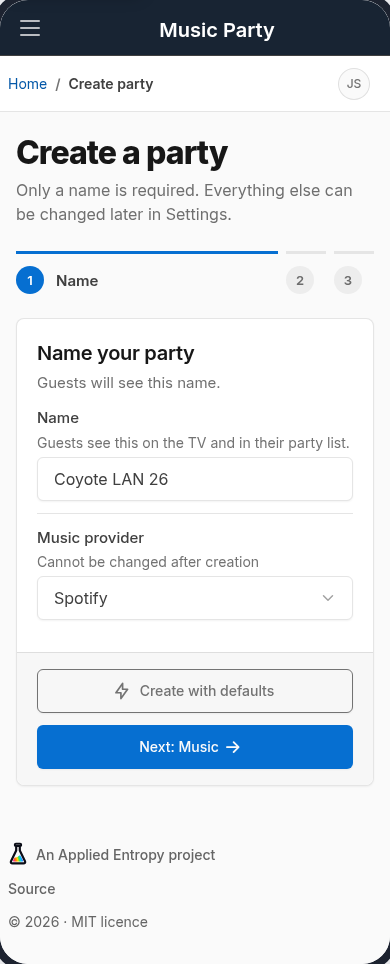 Music Party
Home / Create party
JS
Create a party
Only a name is required. Everything else can
be changed later in Settings.
1 Name 2 3
Name your party
Guests will see this name.
Name
Guests see this on the TV and in their party list.
Coyote LAN 26
Music provider
Cannot be changed after creation
Spotify
Create with defaults
Next: Music →
An Applied Entropy project
Source
© 2026 · MIT licence